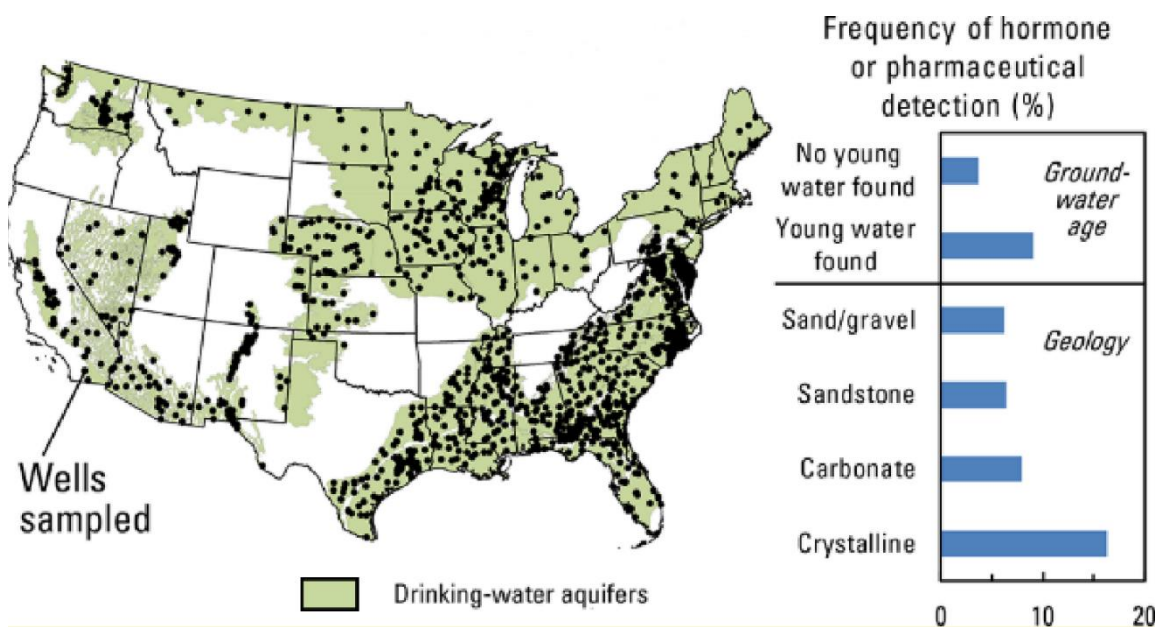 Frequency of hormone
or pharmaceutical
detection (%)
No young
water found
Ground-
water
age
Young water
found
Sand/gravel
Geology
Sandstone
Carbonate
Crystalline
0 10 20
Wells
sampled
Drinking-water aquifers